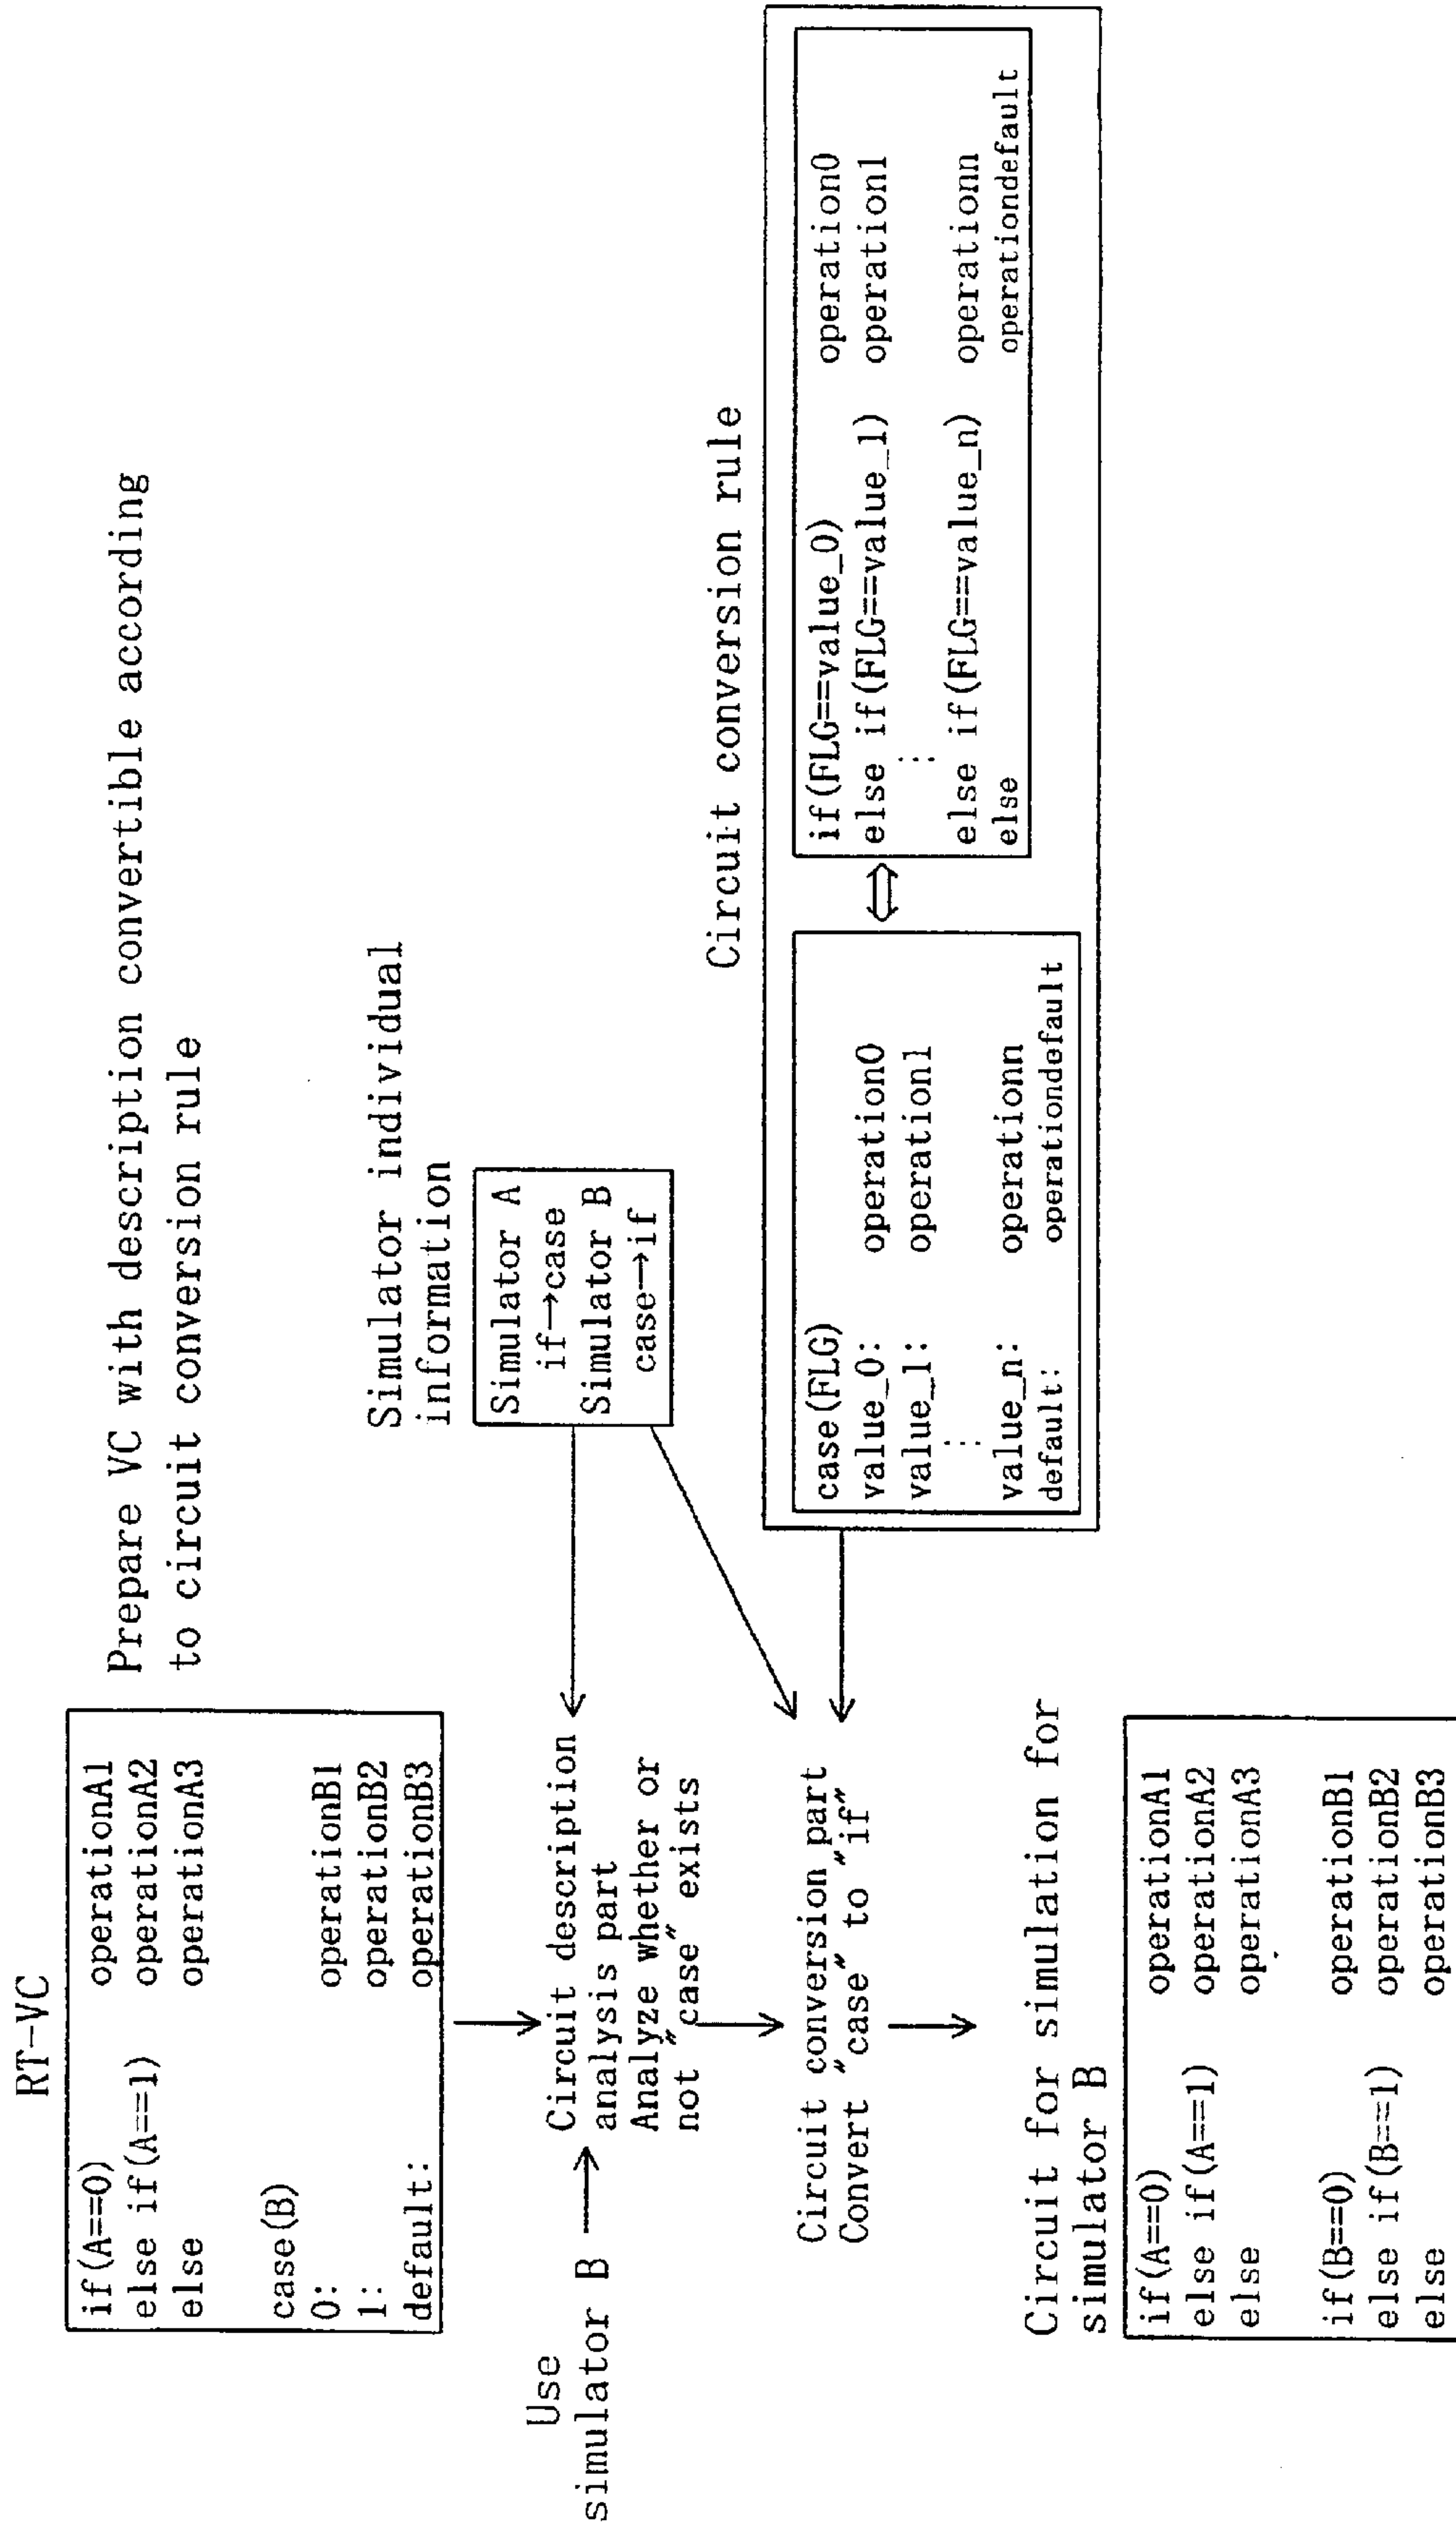 RT-VC
if(A==0) operationA1
else if(A==1) operationA2
else operationA3
case(B)
0: operationB1
1: operationB2
default: operationB3
Prepare VC with description convertible according
to circuit conversion rule
Use
simulator B
Circuit description
analysis part
Analyze whether or
not "case" exists
Simulator individual
information
Simulator A
if→case
Simulator B
case→if
Circuit conversion part
Convert "case" to "if"
Circuit conversion rule
case(FLG)
value_0: operation0
value_1: operation1
⋮
value_n: operationn
default: operationdefault
if(FLG==value_0) operation0
else if(FLG==value_1) operation1
⋮
else if(FLG==value_n) operationn
else operationdefault
Circuit for simulation for
simulator B
if(A==0) operationA1
else if(A==1) operationA2
else operationA3
if(B==0) operationB1
else if(B==1) operationB2
else operationB3